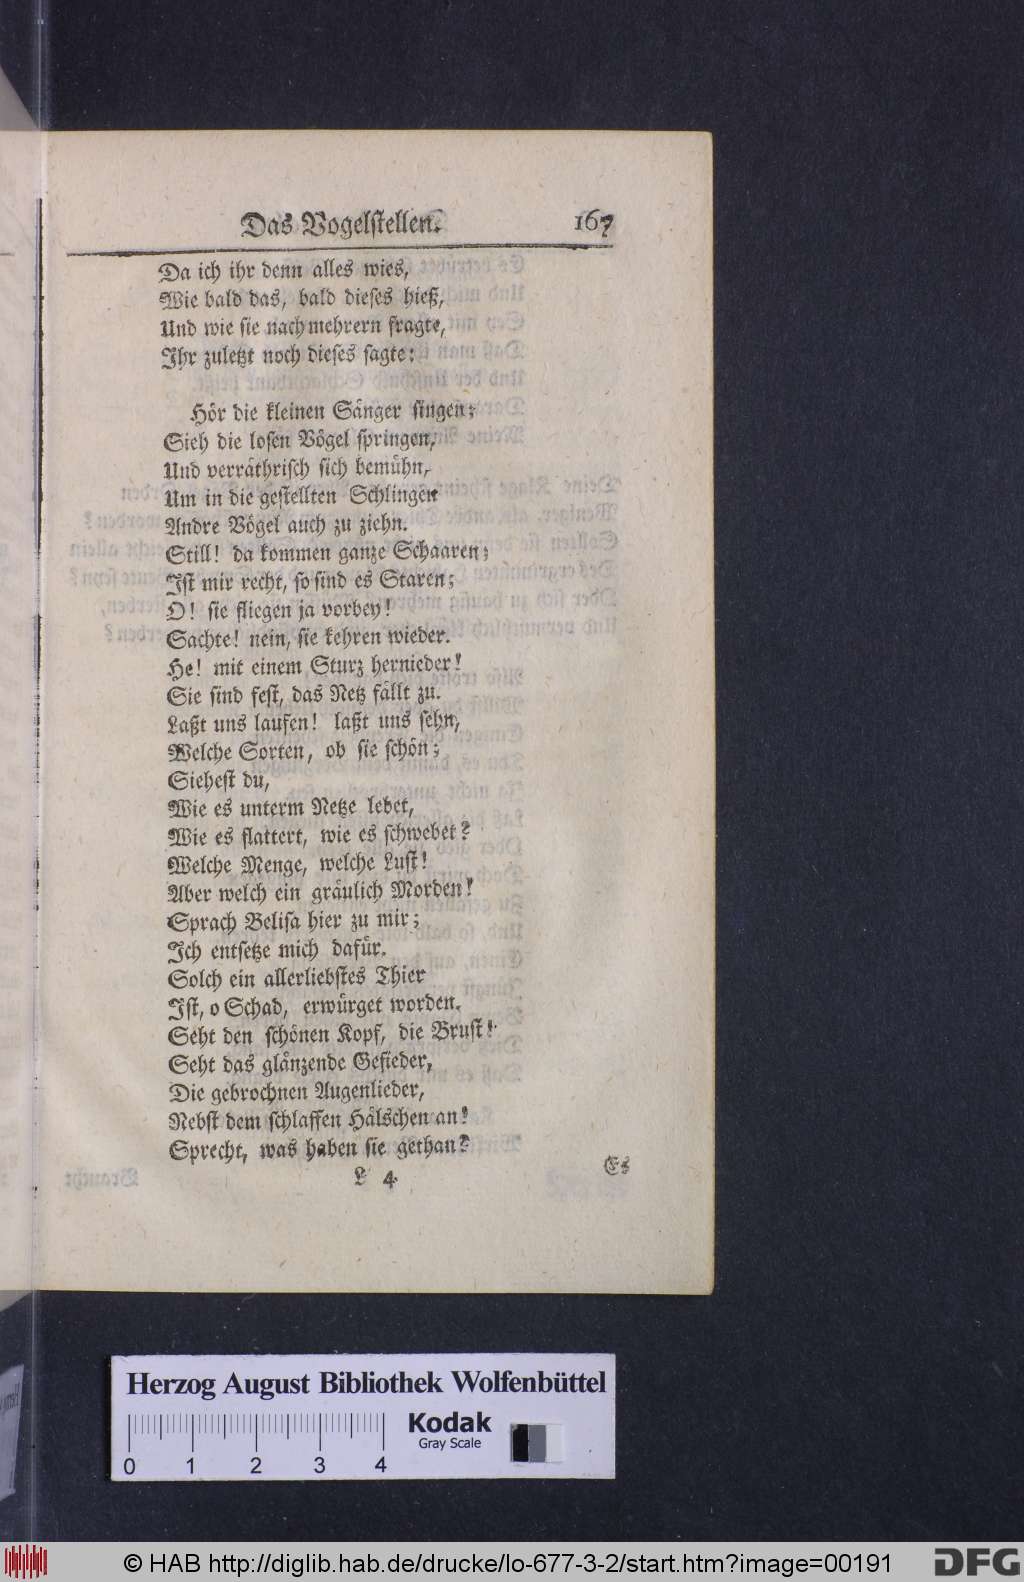 Das Vogelstellen. 167
Da ich ihr denn alles wies,
Wie bald das, bald dieses hieß,
Und wie sie nach mehrern fragte,
Ihr zuletzt noch dieses sagte:
Hör die kleinen Sänger singen;
Sieh die losen Vögel springen,
Und verräthrisch sich bemühn,
Um in die gestellten Schlingen
Andre Vögel auch zu ziehn.
Still! da kommen ganze Schaaren;
Ist mir recht, so sind es Staren;
O! sie fliegen ja vorbey!
Sachte! nein, sie kehren wieder.
He! mit einem Sturz hernieder!
Sie sind fest, das Netz fällt zu.
Laßt uns laufen! laßt uns sehn,
Welche Sorten, ob sie schön;
Siehest du,
Wie es unterm Netze lebet,
Wie es flattert, wie es schwebet?
Welche Menge, welche Lust!
Aber welch ein gräulich Morden!
Sprach Belisa hier zu mir;
Ich entsetze mich dafür.
Solch ein allerliebstes Thier
Ist, o Schad, erwürget worden.
Seht den schönen Kopf, die Brust!
Seht das glänzende Gefieder,
Die gebrochnen Augenlieder,
Nebst dem schlaffen Hälschen an!
Sprecht, was haben sie gethan?
L 4 Es
Herzog August Bibliothek Wolfenbüttel
Kodak
Gray Scale
0 1 2 3 4
© HAB http://diglib.hab.de/drucke/lo-677-3-2/start.htm?image=00191
DFG